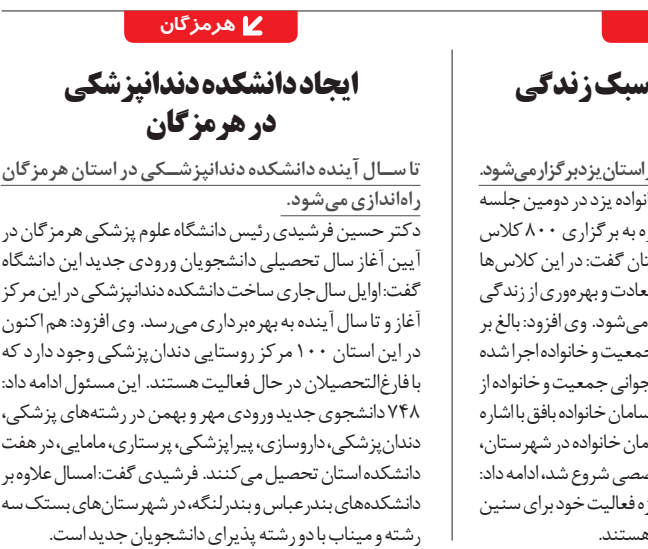 هرمزگان
ایجاد دانشکده دندانپزشکی
در هرمزگان
تا ســال آینده دانشکده دندانپزشــکی در استان هرمزگان
راه‌اندازی می‌شود.
دکتر حسین فرشیدی رئیس دانشگاه علوم پزشکی هرمزگان در
آیین آغاز سال تحصیلی دانشجویان ورودی جدید این دانشگاه
گفت: اوایل سال‌جاری ساخت دانشکده دندانپزشکی در این مرکز
آغاز و تا سال آینده به بهره‌برداری می‌رسد. وی افزود: هم اکنون
در این استان ۱۰۰ مرکز روستایی دندان‌پزشکی وجود دارد که
با فارغ‌التحصیلان در حال فعالیت هستند. این مسئول ادامه داد:
۷۴۸ دانشجوی جدید ورودی مهر و بهمن در رشته‌های پزشکی،
دندان‌پزشکی، داروسازی، پیراپزشکی، پرستاری، مامایی، در هفت
دانشکده استان تحصیل می‌کنند. فرشیدی گفت: امسال علاوه بر
دانشکده‌های بندرعباس و بندرلنگه، در شهرستان‌های بستک سه
رشته و میناب با دو رشته پذیرای دانشجویان جدید است.
سبک زندگی
استان یزد برگزار می‌شود.
خانواده یزد در دومین جلسه
به برگزاری ۸۰۰ کلاس
گفت: در این کلاس‌ها
و بهره‌وری از زندگی
می‌شود. وی افزود: بالغ بر
جمعیت و خانواده اجرا شده
جوانی جمعیت و خانواده از
سامان خانواده بافق با اشاره
خانواده در شهرستان،
شروع شد، ادامه داد:
فعالیت خود برای سنین
هستند.